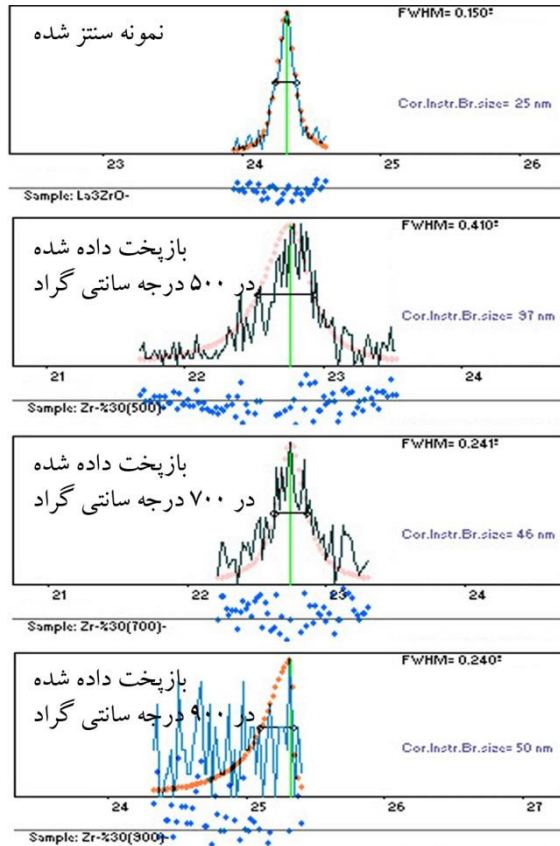 FWHM= 0.150°
نمونه سنتز شده
Cor.Instr.Br.size= 25 nm
23 24 25 26
Sample: La3ZrO-
FWHM= 0.410°
بازپخت داده شده
در ۵۰۰ درجه سانتی گراد
Cor.Instr.Br.size= 37 nm
21 22 23 24
Sample: Zr-%30(500)-
FWHM= 0.241°
بازپخت داده شده
در ۷۰۰ درجه سانتی گراد
Cor.Instr.Br.size= 46 nm
21 22 23 24
Sample: Zr-%30(700)-
FWHM= 0.240°
بازپخت داده شده
در ۹۰۰ درجه سانتی گراد
Cor.Instr.Br.size= 50 nm
24 25 26 27
Sample: Zr-%30(900)-